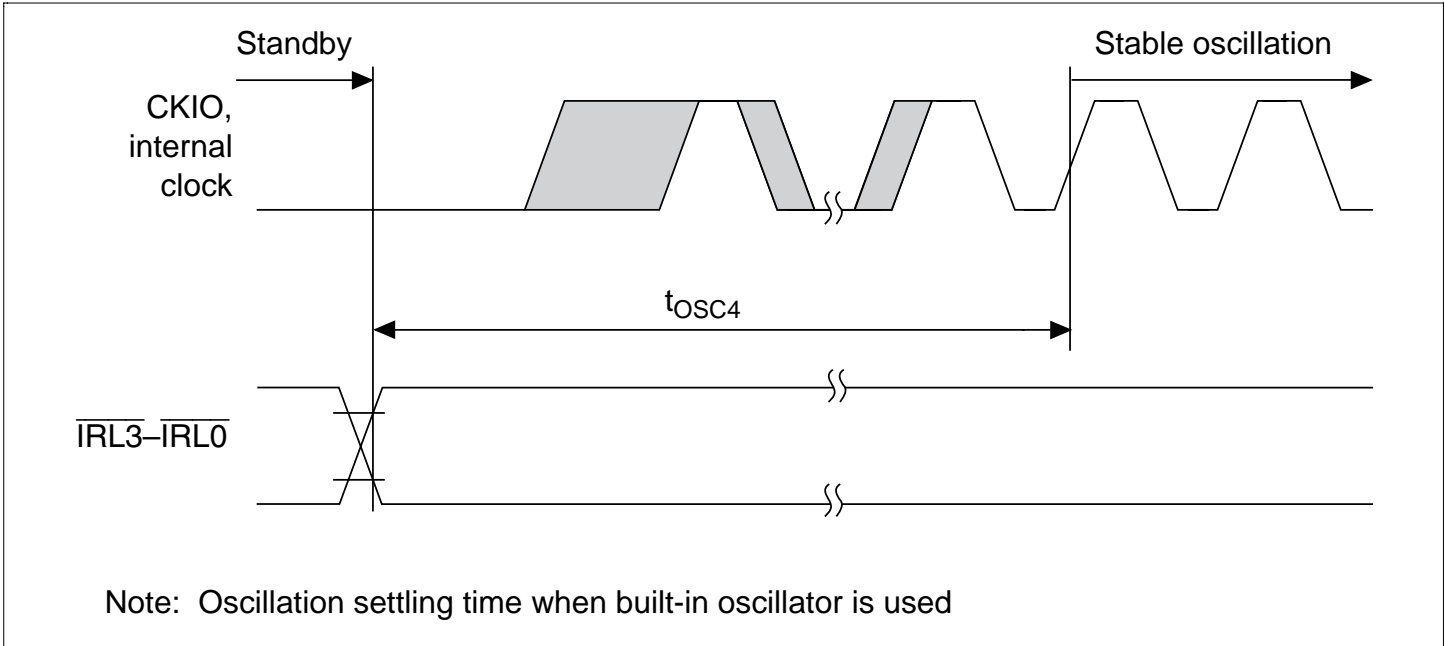 Standby
Stable oscillation
CKIO,
internal
clock
tOSC4
IRL3–IRL0
Note: Oscillation settling time when built-in oscillator is used